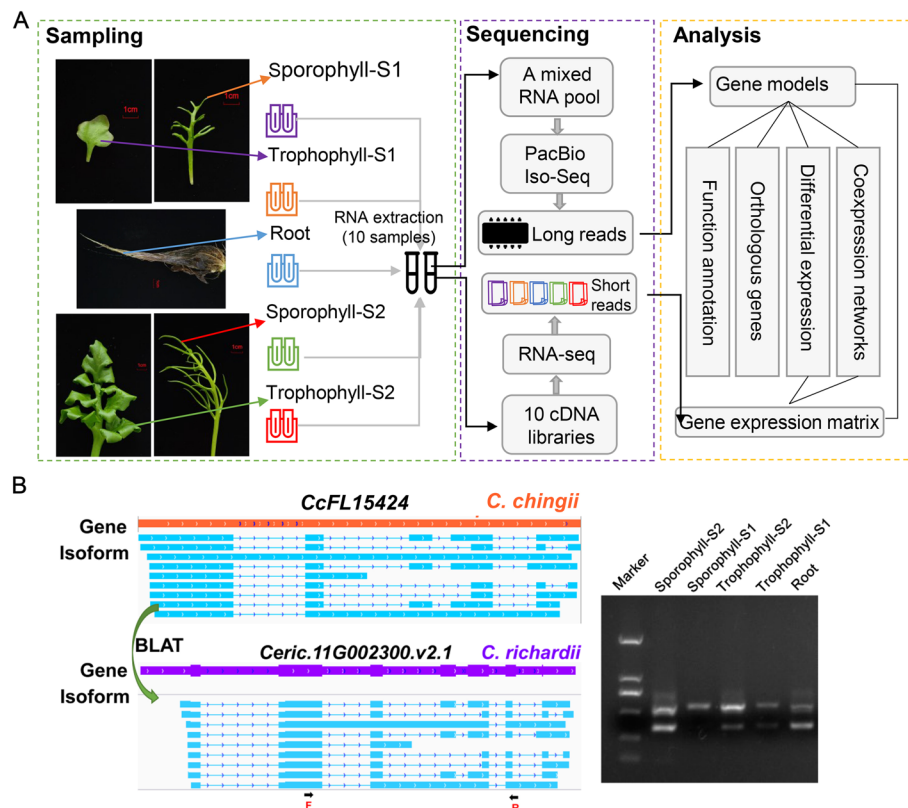 A
Sampling
Sequencing
Analysis
1cm
1cm
Sporophyll-S1
Trophophyll-S1
Root
Sporophyll-S2
Trophophyll-S2
1cm
RNA extraction
(10 samples)
A mixed
RNA pool
PacBio
Iso-Seq
Long reads
Short
reads
RNA-seq
10 cDNA
libraries
Gene models
Function annotation
Orthologous genes
Differential expression
Coexpression networks
Gene expression matrix
B
CcFL15424
C. chingii
Gene
Isoform
BLAT
Ceric.11G002300.v2.1
C. richardii
Gene
Isoform
F
Marker
Sporophyll-S2
Sporophyll-S1
Trophophyll-S2
Trophophyll-S1
Root